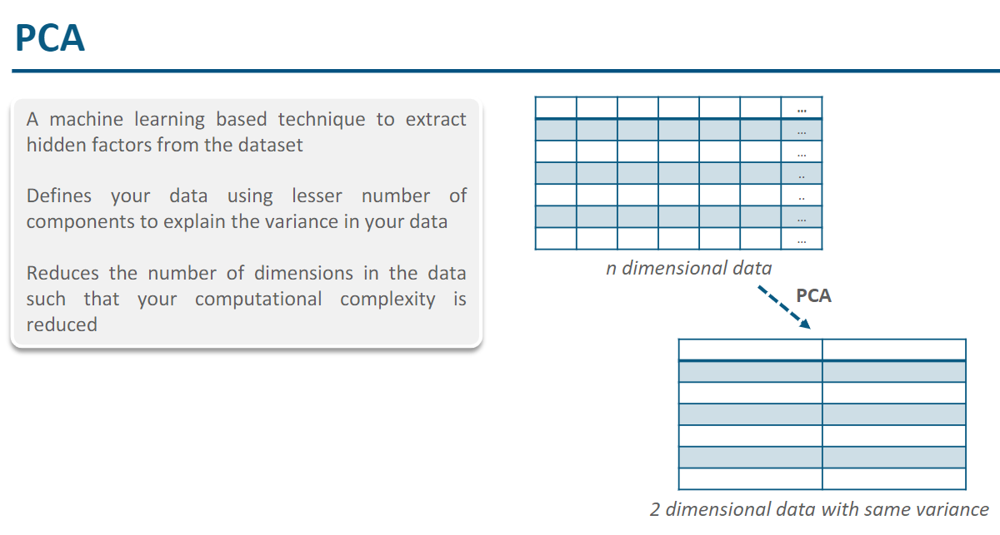 PCA
A machine learning based technique to extract
hidden factors from the dataset
Defines your data using lesser number of
components to explain the variance in your data
Reduces the number of dimensions in the data
such that your computational complexity is
reduced
...
...
...
..
..
...
...
n dimensional data
PCA
2 dimensional data with same variance